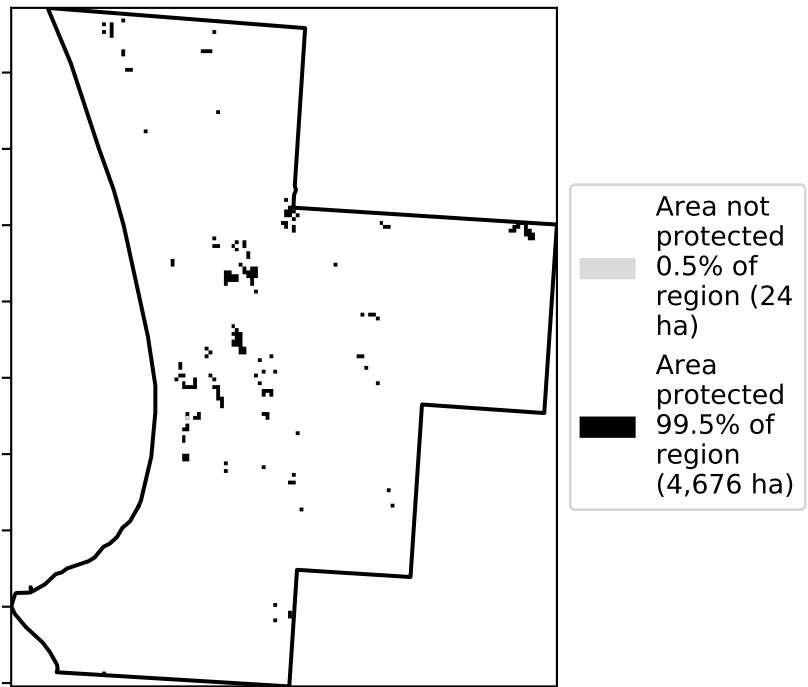 Area not
protected
0.5% of
region (24
ha)
Area
protected
99.5% of
region
(4,676 ha)